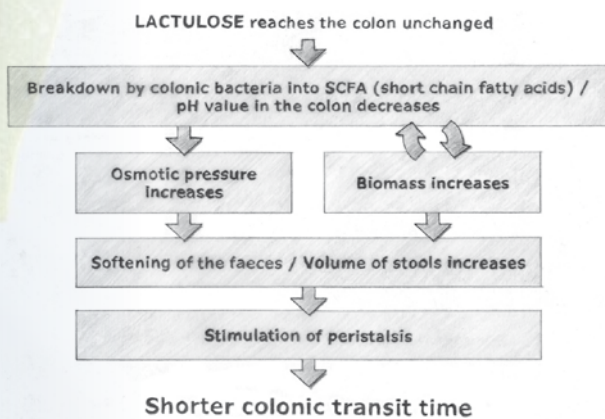 LACTULOSE reaches the colon unchanged
Breakdown by colonic bacteria into SCFA (short chain fatty acids) /
pH value in the colon decreases
Osmotic pressure
increases
Biomass increases
Softening of the faeces / Volume of stools increases
Stimulation of peristalsis
Shorter colonic transit time